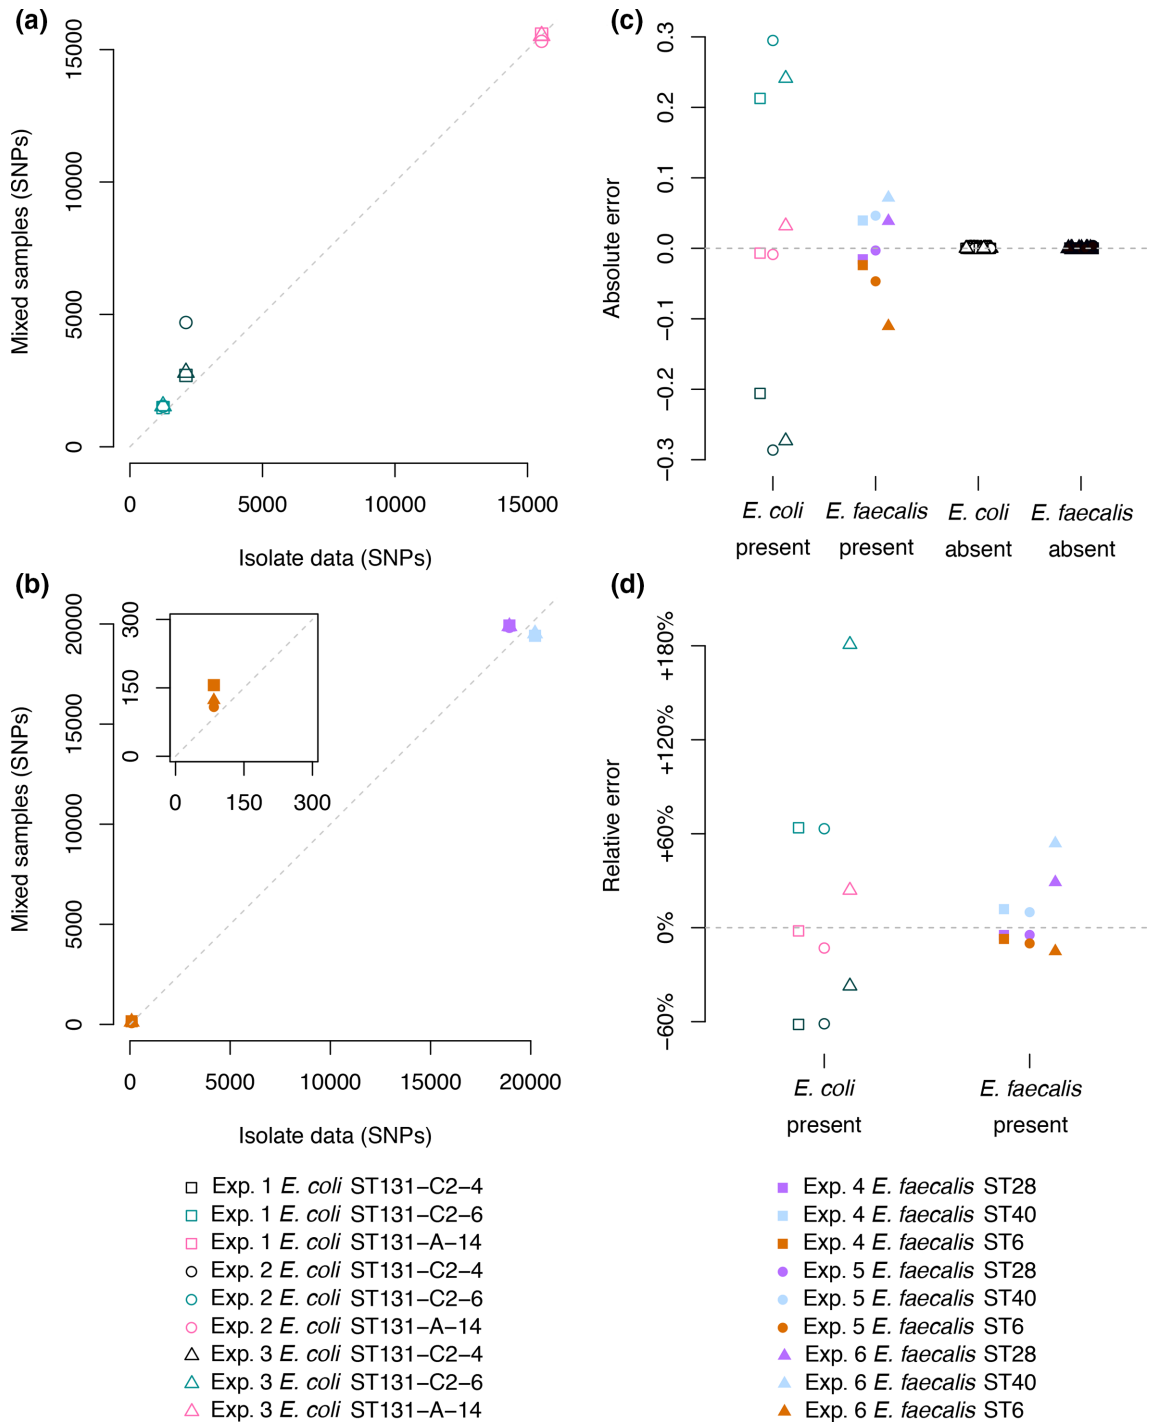 (a)
Mixed samples (SNPs)
15000
10000
5000
0
0 5000 10000 15000
Isolate data (SNPs)
(b)
Mixed samples (SNPs)
20000
15000
10000
5000
0
300
150
0
0 150 300
0 5000 10000 15000 20000
Isolate data (SNPs)
(c)
Absolute error
0.3
0.2
0.1
0.0
−0.1
−0.2
−0.3
E. coli E. faecalis E. coli E. faecalis
present present absent absent
(d)
Relative error
+180%
+120%
+60%
0%
−60%
E. coli E. faecalis
present present
Exp. 1 E. coli ST131−C2−4
Exp. 1 E. coli ST131−C2−6
Exp. 1 E. coli ST131−A−14
Exp. 2 E. coli ST131−C2−4
Exp. 2 E. coli ST131−C2−6
Exp. 2 E. coli ST131−A−14
Exp. 3 E. coli ST131−C2−4
Exp. 3 E. coli ST131−C2−6
Exp. 3 E. coli ST131−A−14
Exp. 4 E. faecalis ST28
Exp. 4 E. faecalis ST40
Exp. 4 E. faecalis ST6
Exp. 5 E. faecalis ST28
Exp. 5 E. faecalis ST40
Exp. 5 E. faecalis ST6
Exp. 6 E. faecalis ST28
Exp. 6 E. faecalis ST40
Exp. 6 E. faecalis ST6